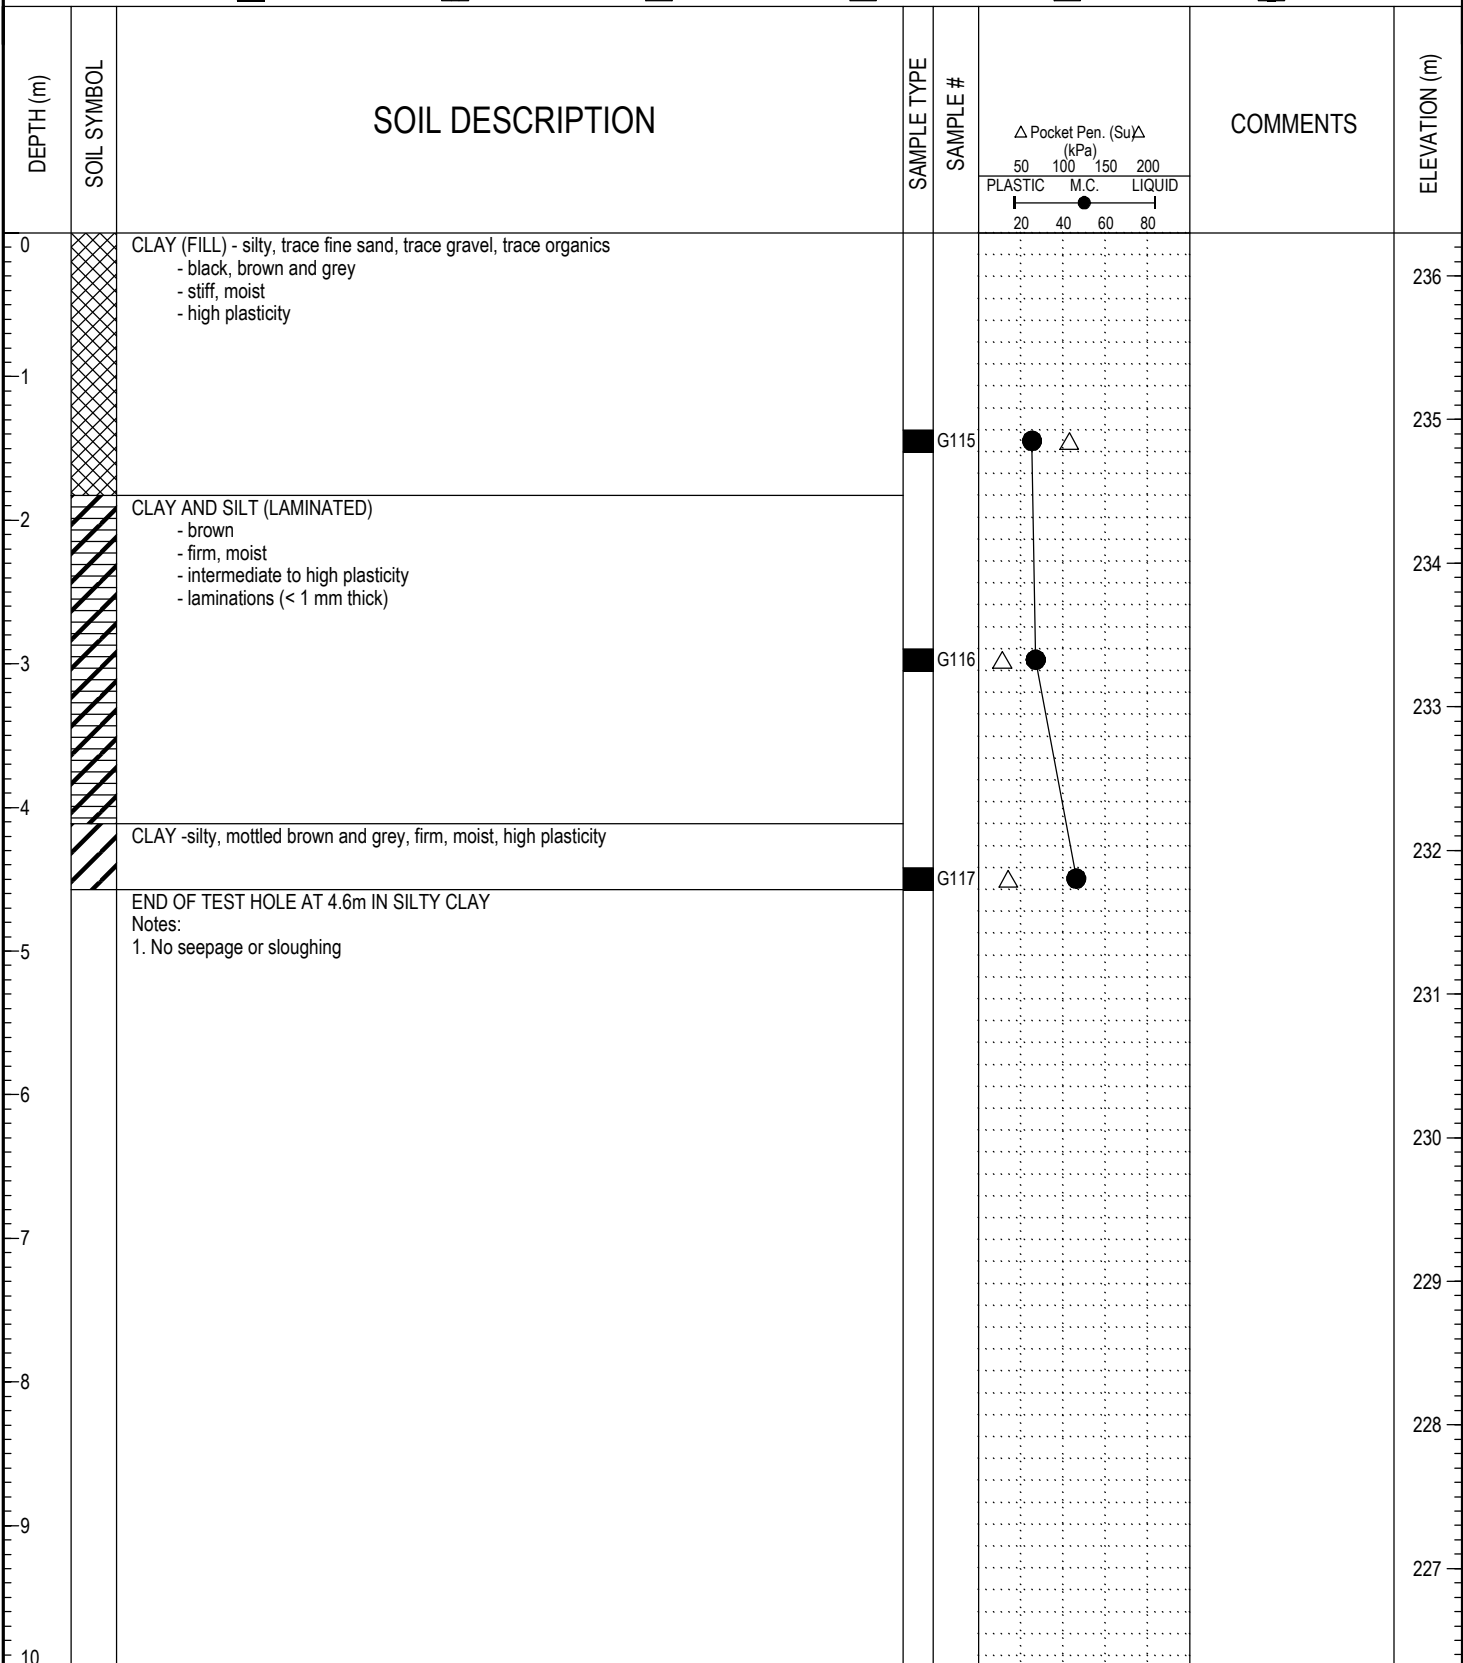 DEPTH (m)
SOIL SYMBOL
SOIL DESCRIPTION
SAMPLE TYPE
SAMPLE #
△ Pocket Pen. (Su)△
(kPa)
50 100 150 200
PLASTIC M.C. LIQUID
20 40 60 80
COMMENTS
ELEVATION (m)
0
CLAY (FILL) - silty, trace fine sand, trace gravel, trace organics
- black, brown and grey
236
- stiff, moist
- high plasticity
1
235
G115
CLAY AND SILT (LAMINATED)
2
- brown
- firm, moist
234
- intermediate to high plasticity
- laminations (< 1 mm thick)
G116
3
233
4
CLAY -silty, mottled brown and grey, firm, moist, high plasticity
232
G117
END OF TEST HOLE AT 4.6m IN SILTY CLAY
Notes:
1. No seepage or sloughing
5
231
6
230
7
229
8
228
9
227
10